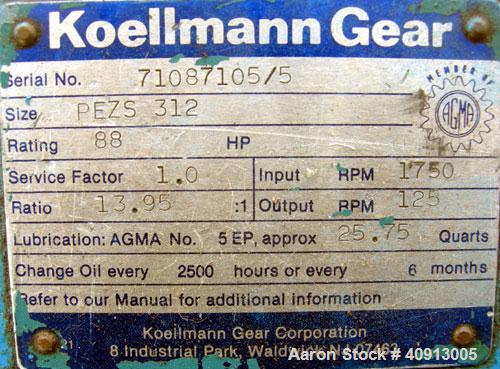 Koellmann Gear
Serial No. 71087105/5
MEMBER OF
AGMA
Size PEZS 312
Rating 88 HP
Service Factor 1.0 Input RPM 1750
Ratio 13.95 :1 Output RPM 125
Lubrication: AGMA No. 5 EP, approx 25.75 Quarts
Change Oil every 2500 hours or every 6 months
Refer to our Manual for additional information
21
Koellmann Gear Corporation
8 Industrial Park, Waldwick NJ 07463
Aaron Stock # 40913005